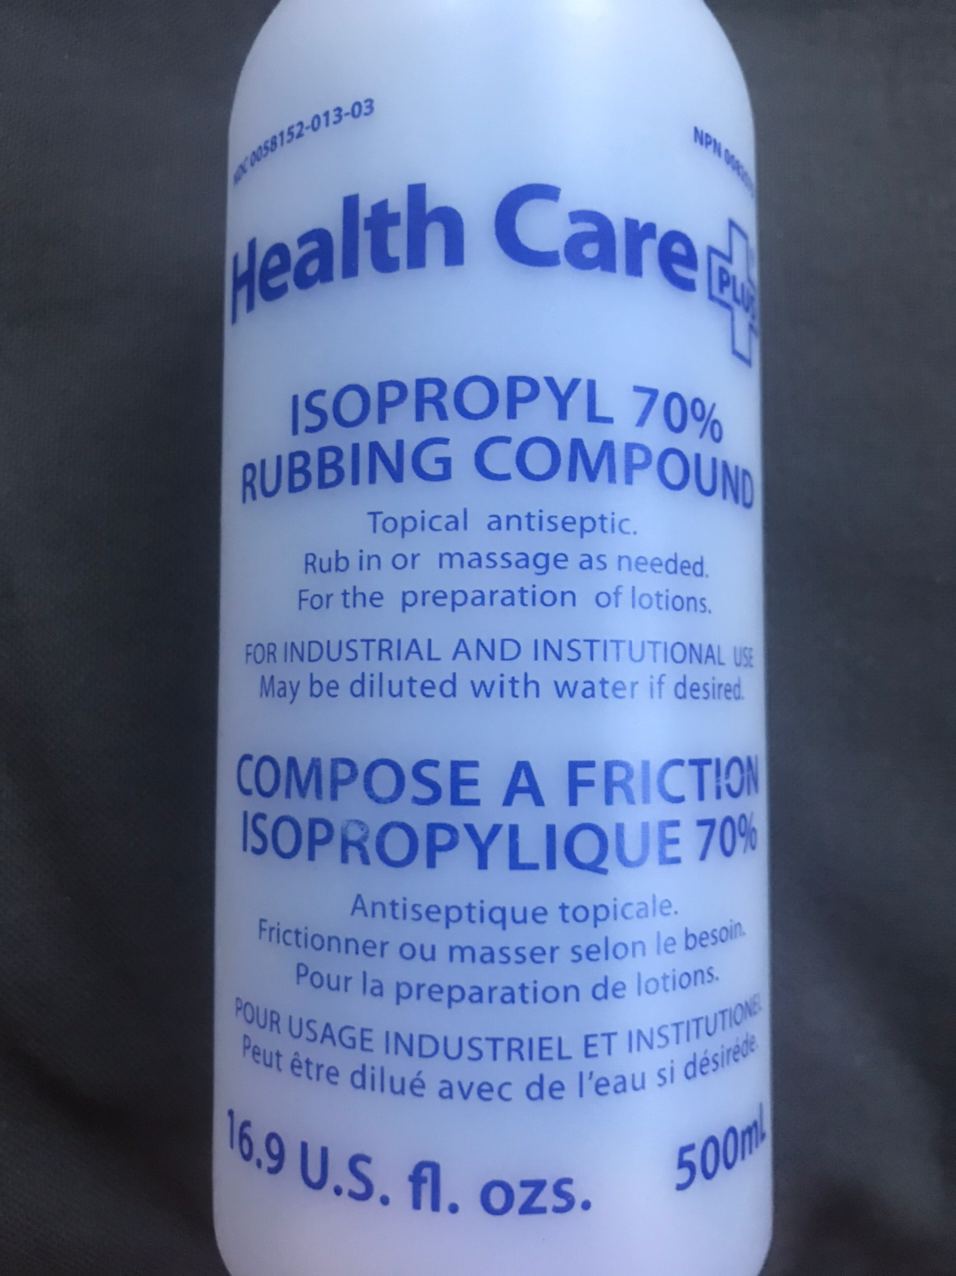 NDC 0058152-013-03
NPN
Health Care
PLUS
ISOPROPYL 70%
RUBBING COMPOUND
Topical antiseptic.
Rub in or massage as needed.
For the preparation of lotions.
FOR INDUSTRIAL AND INSTITUTIONAL USE
May be diluted with water if desired.
COMPOSE A FRICTION
ISOPROPYLIQUE 70%
Antiseptique topicale.
Frictionner ou masser selon le besoin.
Pour la preparation de lotions.
POUR USAGE INDUSTRIEL ET INSTITUTIONEL
Peut être dilué avec de l'eau si désiréde.
16.9 U.S. fl. ozs.
500mL